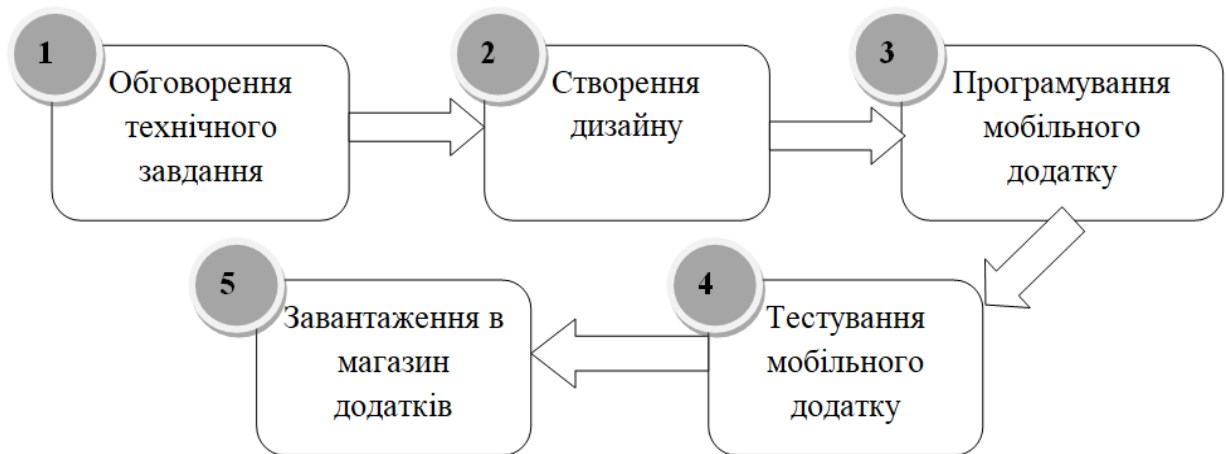 1
Обговорення
технічного
завдання
2
Створення
дизайну
3
Програмування
мобільного
додатку
4
Тестування
мобільного
додатку
5
Завантаження в
магазин
додатків